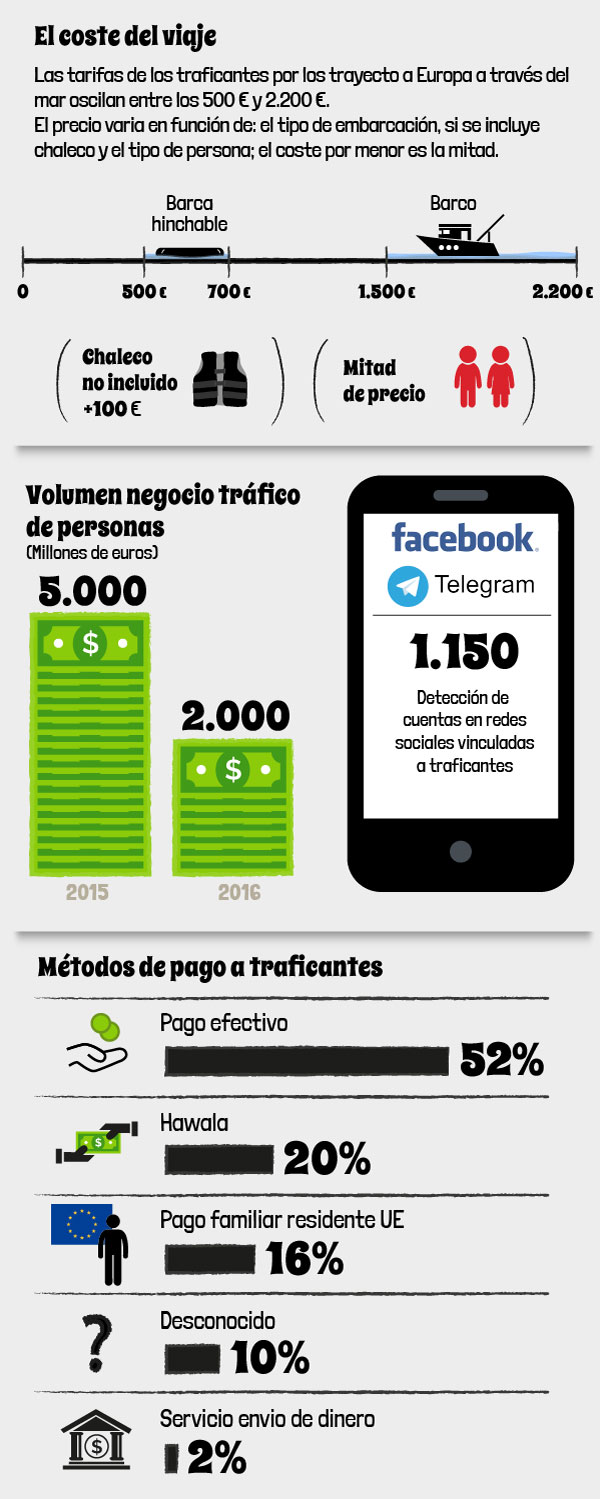 El coste del viaje
Las tarifas de los traficantes por los trayecto a Europa a través del
mar oscilan entre los 500 € y 2.200 €.
El precio varia en función de: el tipo de embarcación, si se incluye
chaleco y el tipo de persona; el coste por menor es la mitad.
Barca
hinchable
Barco
0
500 €
700 €
1.500 €
2.200 €
Chaleco
no incluido
+100 €
Mitad
de precio
Volumen negocio tráfico
de personas
(Millones de euros)
5.000
$
2.000
$
2015
2016
facebook.
Telegram
1.150
Detección de
cuentas en redes
sociales vinculadas
a traficantes
Métodos de pago a traficantes
Pago efectivo
52%
Hawala
$
20%
Pago familiar residente UE
16%
?
Desconocido
10%
Servicio envio de dinero
$
2%